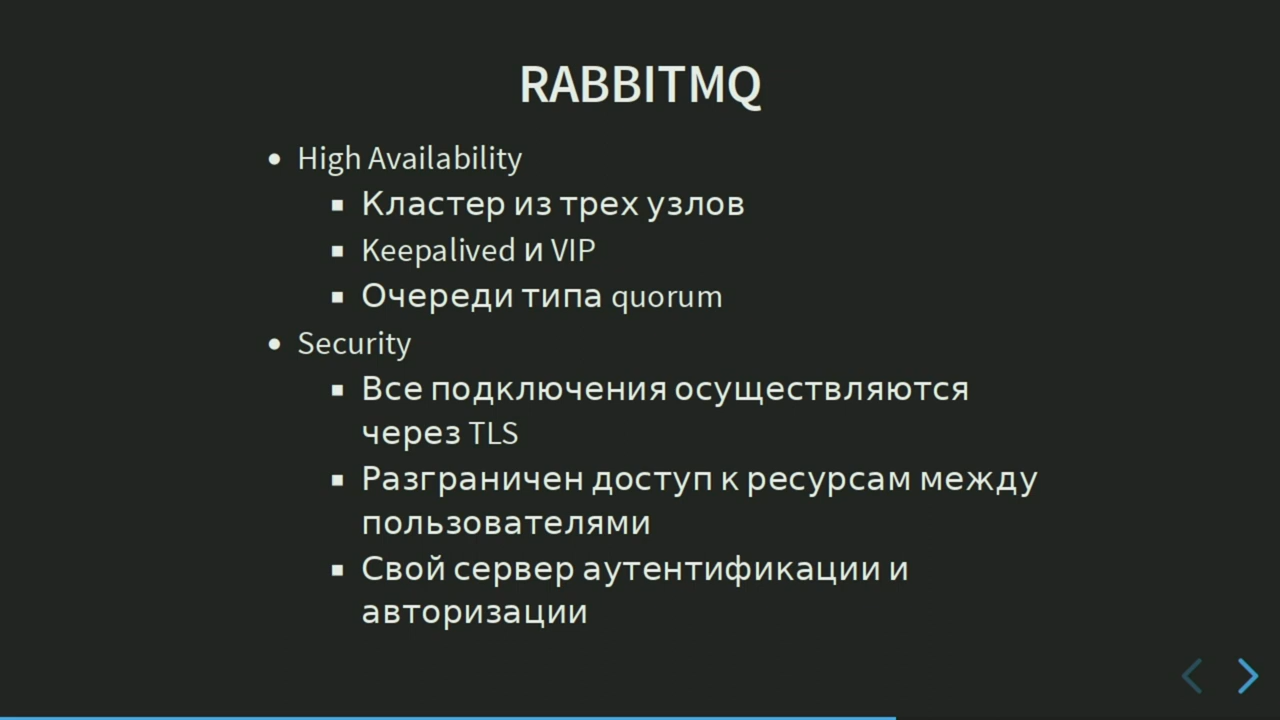 RABBITMQ
High Availability
Кластер из трех узлов
Keepalived и VIP
Очереди типа quorum
Security
Все подключения осуществляются
через TLS
Разграничен доступ к ресурсам между
пользователями
Свой сервер аутентификации и
авторизации